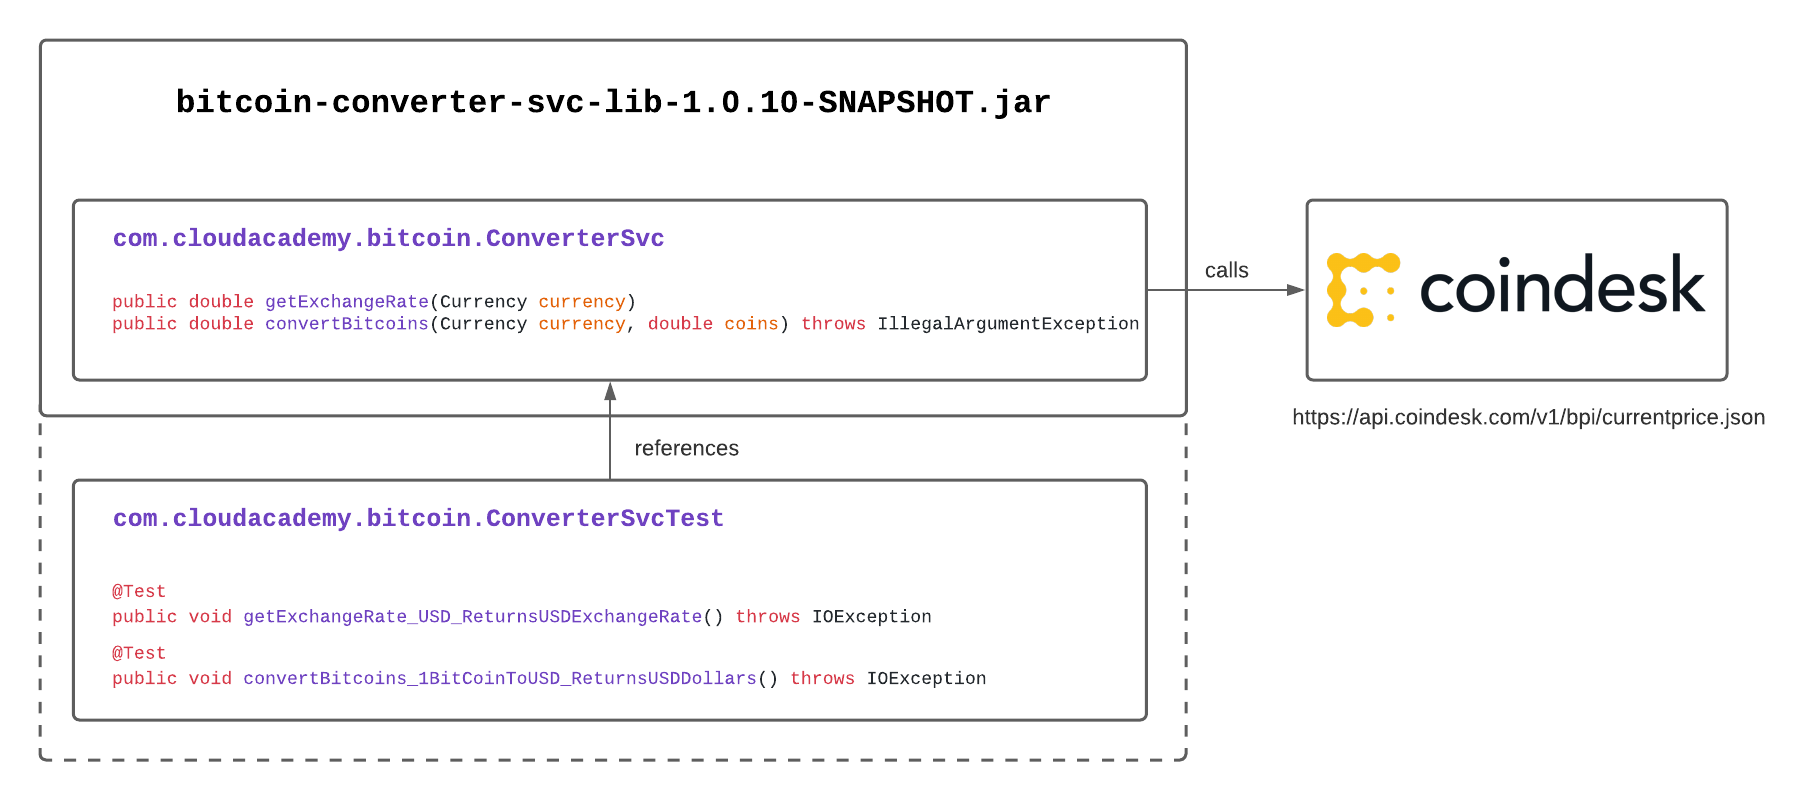 bitcoin-converter-svc-lib-1.0.10-SNAPSHOT.jar
com.cloudacademy.bitcoin.ConverterSvc
public double getExchangeRate(Currency currency)
public double convertBitcoins(Currency currency, double coins) throws IllegalArgumentException
calls
coindesk
https://api.coindesk.com/v1/bpi/currentprice.json
references
com.cloudacademy.bitcoin.ConverterSvcTest
@Test
public void getExchangeRate_USD_ReturnsUSDExchangeRate() throws IOException
@Test
public void convertBitcoins_1BitCoinToUSD_ReturnsUSDDollars() throws IOException